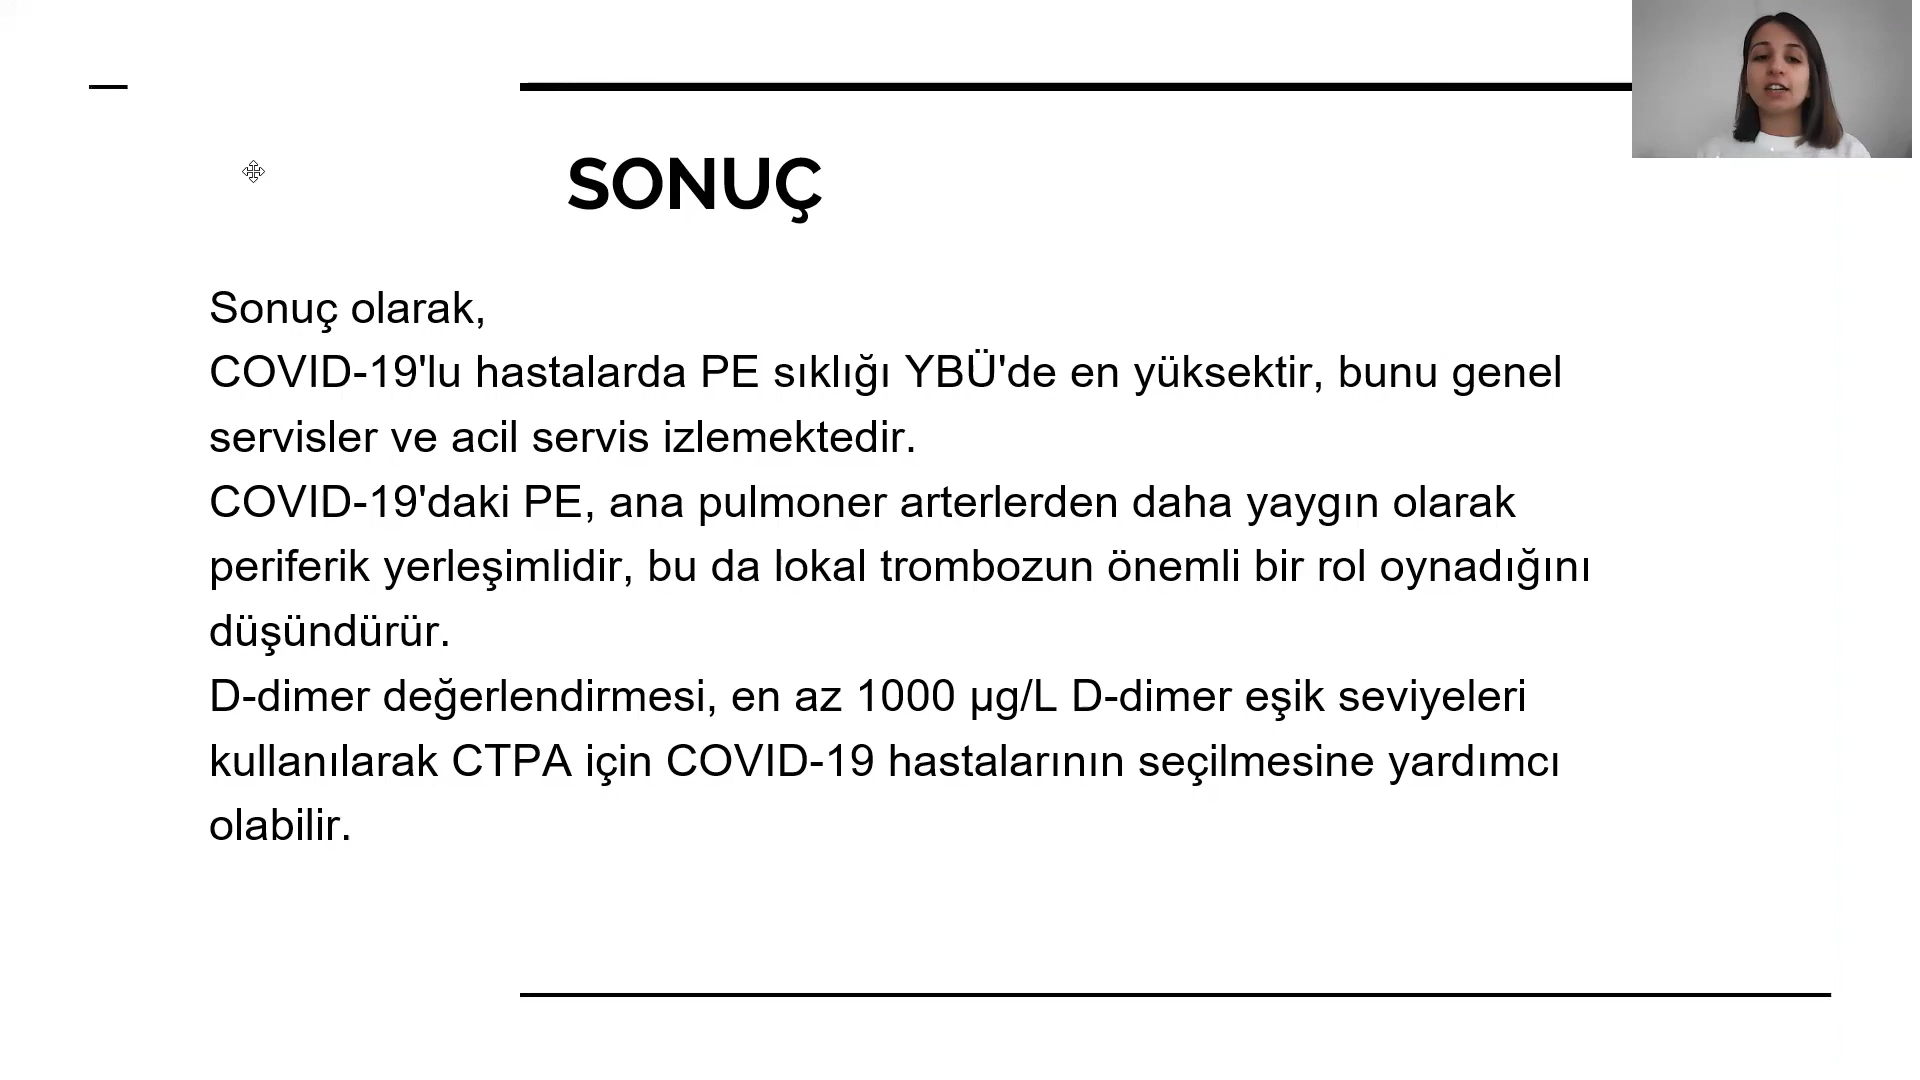 SONUÇ
Sonuç olarak,
COVID-19'lu hastalarda PE sıklığı YBÜ'de en yüksektir, bunu genel
servisler ve acil servis izlemektedir.
COVID-19'daki PE, ana pulmoner arterlerden daha yaygın olarak
periferik yerleşimlidir, bu da lokal trombozun önemli bir rol oynadığını
düşündürür.
D-dimer değerlendirmesi, en az 1000 µg/L D-dimer eşik seviyeleri
kullanılarak CTPA için COVID-19 hastalarının seçilmesine yardımcı
olabilir.